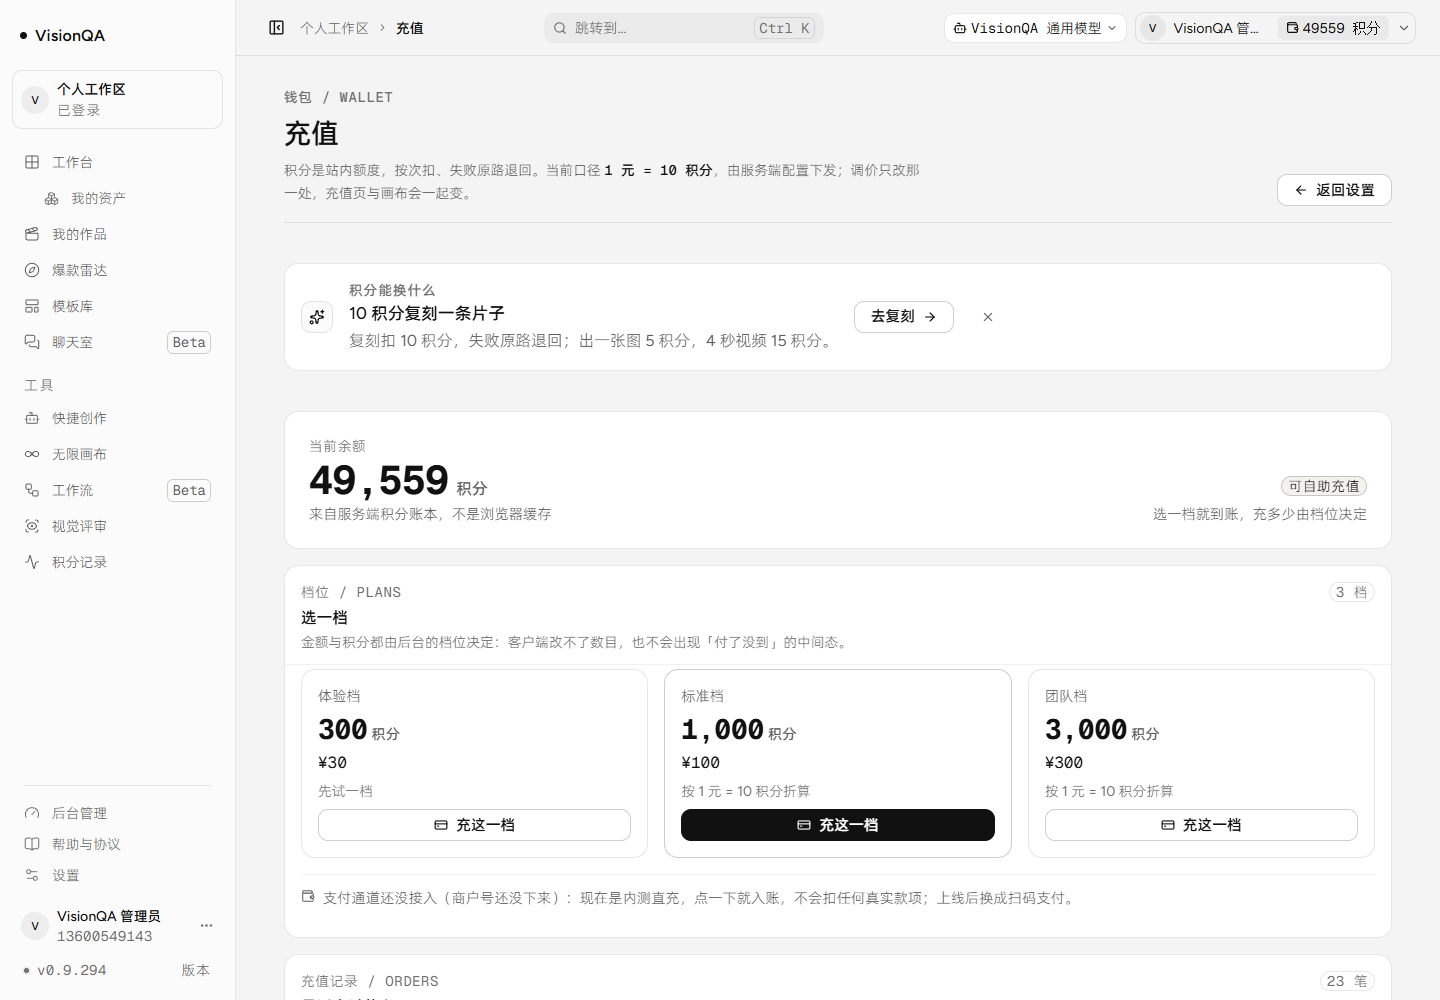 VisionQA
V
个人工作区
已登录
工作台
我的资产
我的作品
爆款雷达
模板库
聊天室
Beta
工具
快捷创作
无限画布
工作流
Beta
视觉评审
积分记录
后台管理
帮助与协议
设置
V
VisionQA 管理员
13600549143
v0.9.294
版本
个人工作区
充值
跳转到...
Ctrl K
VisionQA 通用模型
V
VisionQA 管...
49559 积分
钱包 / WALLET
充值
积分是站内额度，按次扣、失败原路退回。当前口径 1 元 = 10 积分，由服务端配置下发；调价只改那
一处，充值页与画布会一起变。
返回设置
积分能换什么
10 积分复刻一条片子
复刻扣 10 积分，失败原路退回；出一张图 5 积分，4 秒视频 15 积分。
去复刻
当前余额
49,559 积分
来自服务端积分账本，不是浏览器缓存
可自助充值
选一档就到账，充多少由档位决定
档位 / PLANS
3 档
选一档
金额与积分都由后台的档位决定：客户端改不了数目，也不会出现「付了没到」的中间态。
体验档
300 积分
¥30
先试一档
充这一档
标准档
1,000 积分
¥100
按 1 元 = 10 积分折算
充这一档
团队档
3,000 积分
¥300
按 1 元 = 10 积分折算
充这一档
支付通道还没接入（商户号还没下来）：现在是内测直充，点一下就入账，不会扣任何真实款项；上线后换成扫码支付。
充值记录 / ORDERS
23 笔